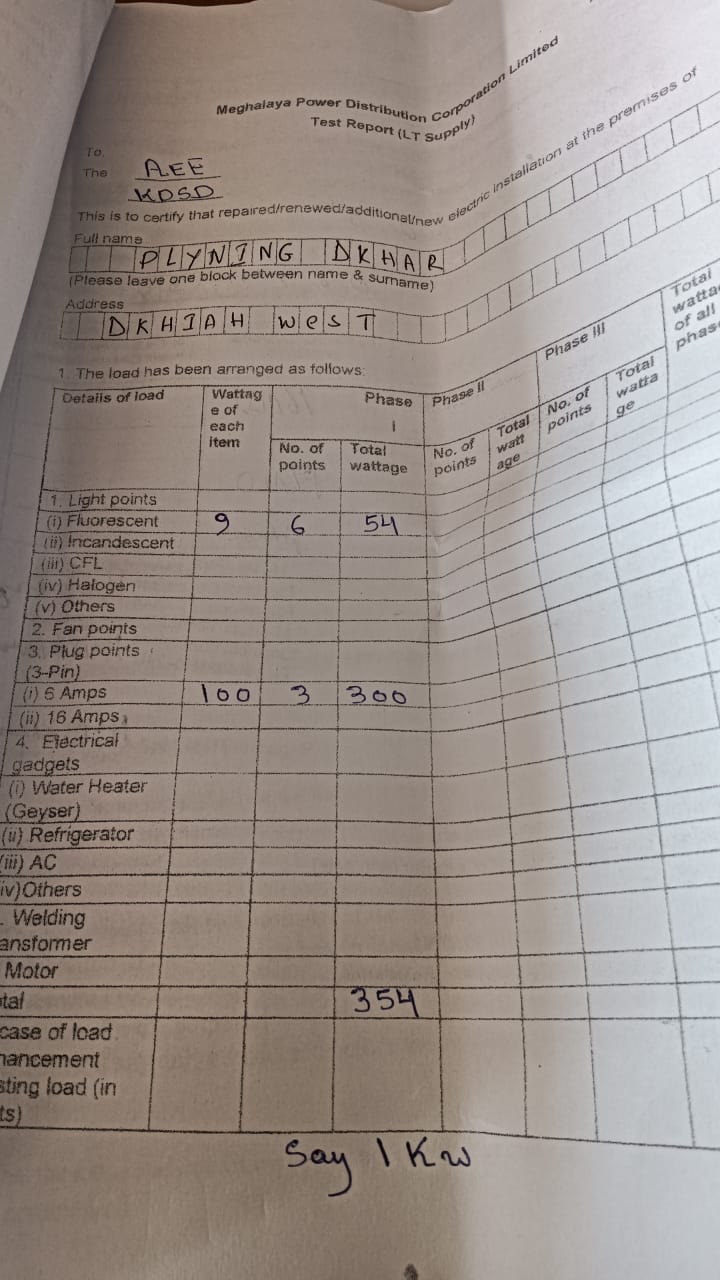 Meghalaya Power Distribution Corporation Limited
Test Report (LT Supply)
To,
The AEE
KDSD
This is to certify that repaired/renewed/additional/new electric installation at the premises of
Full name
PLYNING DKHAR
(Please leave one block between name & surname)
Address
DKHIAH WesT
1. The load has been arranged as follows:
Details of load Wattag e of each item Phase I Phase II Phase III Total watta of all phase
No. of points Total wattage No. of points Total watt age No. of points Total watta ge
1. Light points
(i) Fluorescent 9 6 54
(ii) Incandescent
(iii) CFL
(iv) Halogen
(v) Others
2. Fan points
3. Plug points
(3-Pin)
(i) 6 Amps 100 3 300
(ii) 16 Amps
4. Electrical
gadgets
(i) Water Heater
(Geyser)
(ii) Refrigerator
(iii) AC
iv) Others
. Welding
ansformer
Motor
tal 354
case of load
hancement
sting load (in
ts)
Say 1 Kw